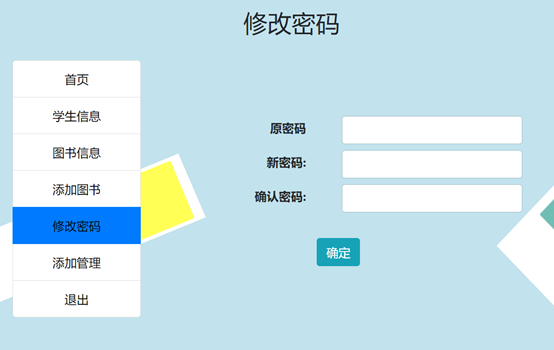 修改密码
首页
学生信息
图书信息
添加图书
修改密码
添加管理
退出
原密码
新密码:
确认密码:
确定